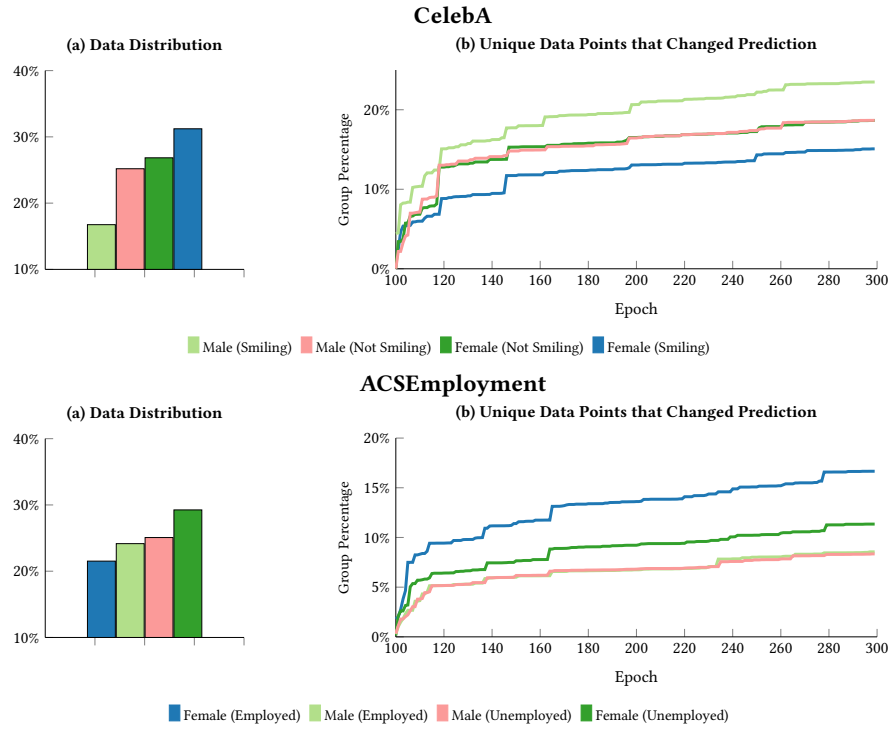 CelebA
(a) Data Distribution
40%
30%
20%
10%
(b) Unique Data Points that Changed Prediction
Group Percentage
20%
10%
0%
100 120 140 160 180 200 220 240 260 280 300
Epoch
Male (Smiling) Male (Not Smiling) Female (Not Smiling) Female (Smiling)
ACSEmployment
(a) Data Distribution
40%
30%
20%
10%
(b) Unique Data Points that Changed Prediction
Group Percentage
20%
15%
10%
5%
0%
100 120 140 160 180 200 220 240 260 280 300
Epoch
Female (Employed) Male (Employed) Male (Unemployed) Female (Unemployed)